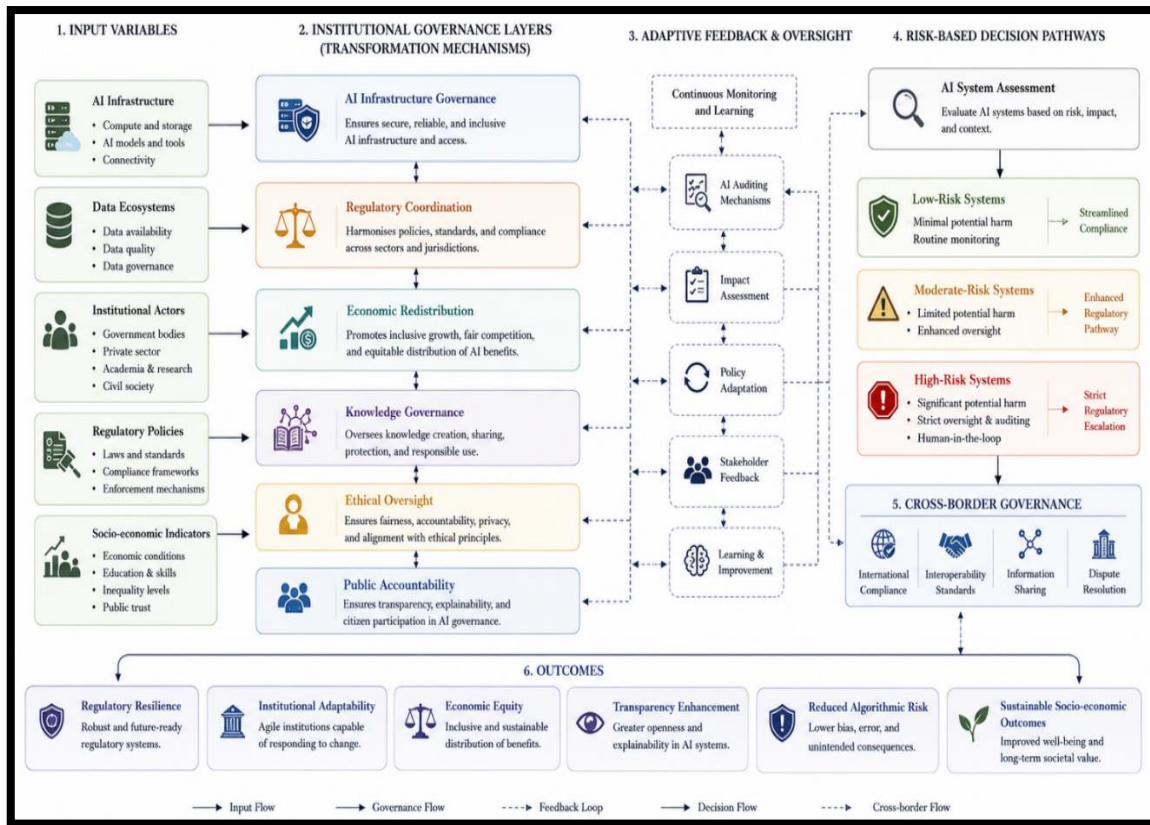 1. INPUT VARIABLES
AI Infrastructure
• Compute and storage
• AI models and tools
• Connectivity
Data Ecosystems
• Data availability
• Data quality
• Data governance
Institutional Actors
• Government bodies
• Private sector
• Academia & research
• Civil society
Regulatory Policies
• Laws and standards
• Compliance frameworks
• Enforcement mechanisms
Socio-economic Indicators
• Economic conditions
• Education & skills
• Inequality levels
• Public trust
2. INSTITUTIONAL GOVERNANCE LAYERS
(TRANSFORMATION MECHANISMS)
AI Infrastructure Governance
Ensures secure, reliable, and inclusive
AI infrastructure and access.
Regulatory Coordination
Harmonises policies, standards, and compliance
across sectors and jurisdictions.
Economic Redistribution
Promotes inclusive growth, fair competition,
and equitable distribution of AI benefits.
Knowledge Governance
Oversees knowledge creation, sharing,
protection, and responsible use.
Ethical Oversight
Ensures fairness, accountability, privacy,
and alignment with ethical principles.
Public Accountability
Ensures transparency, explainability, and
citizen participation in AI governance.
3. ADAPTIVE FEEDBACK & OVERSIGHT
Continuous Monitoring
and Learning
AI Auditing
Mechanisms
Impact
Assessment
Policy
Adaptation
Stakeholder
Feedback
Learning &
Improvement
4. RISK-BASED DECISION PATHWAYS
AI System Assessment
Evaluate AI systems based on risk, impact,
and context.
Low-Risk Systems
Minimal potential harm
Routine monitoring
Streamlined
Compliance
Moderate-Risk Systems
• Limited potential harm
• Enhanced oversight
Enhanced
Regulatory
Pathway
High-Risk Systems
• Significant potential harm
• Strict oversight & auditing
• Human-in-the-loop
Strict
Regulatory
Escalation
5. CROSS-BORDER GOVERNANCE
International
Compliance
Interoperability
Standards
Information
Sharing
Dispute
Resolution
6. OUTCOMES
Regulatory Resilience
Robust and future-ready
regulatory systems.
Institutional Adaptability
Agile institutions capable
of responding to change.
Economic Equity
Inclusive and sustainable
distribution of benefits.
Transparency Enhancement
Greater openness and
explainability in AI systems.
Reduced Algorithmic Risk
Lower bias, error, and
unintended consequences.
Sustainable Socio-economic
Outcomes
Improved well-being and
long-term societal value.
Input Flow
Governance Flow
Feedback Loop
Decision Flow
Cross-border Flow